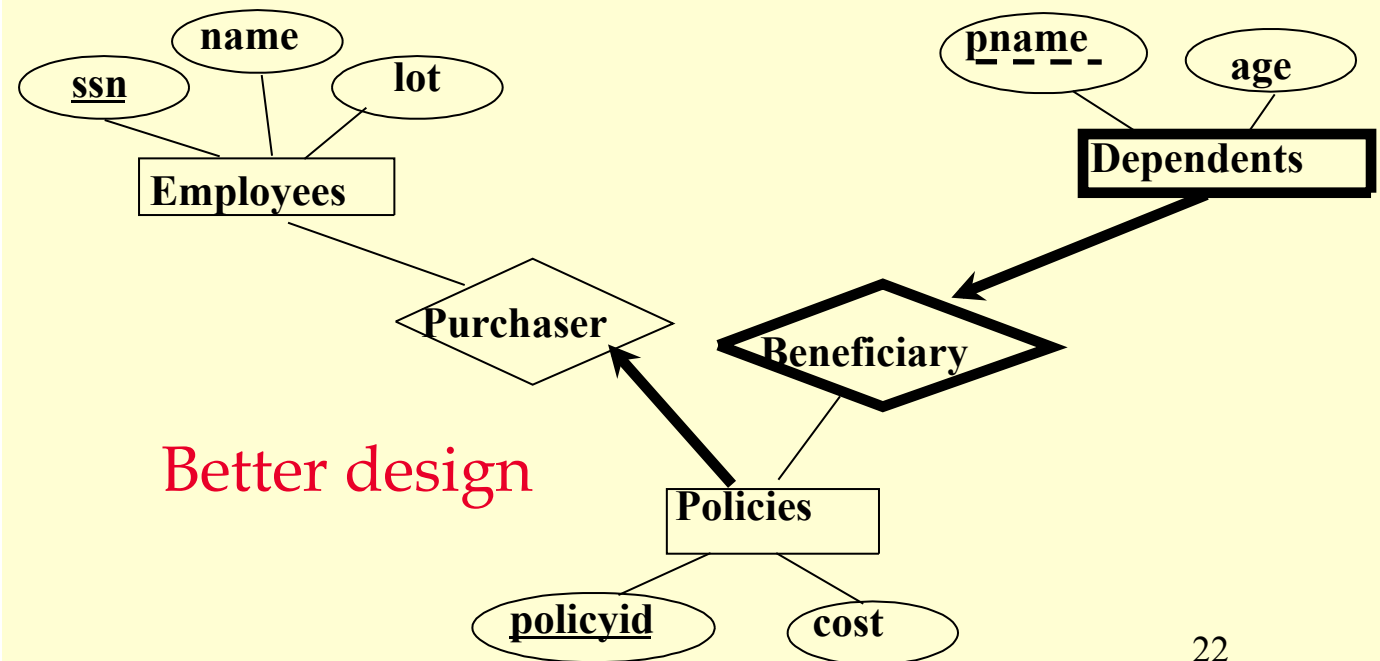 name
ssn
lot
Employees
pname
age
Dependents
Purchaser
Beneficiary
Better design
Policies
policyid
cost
22